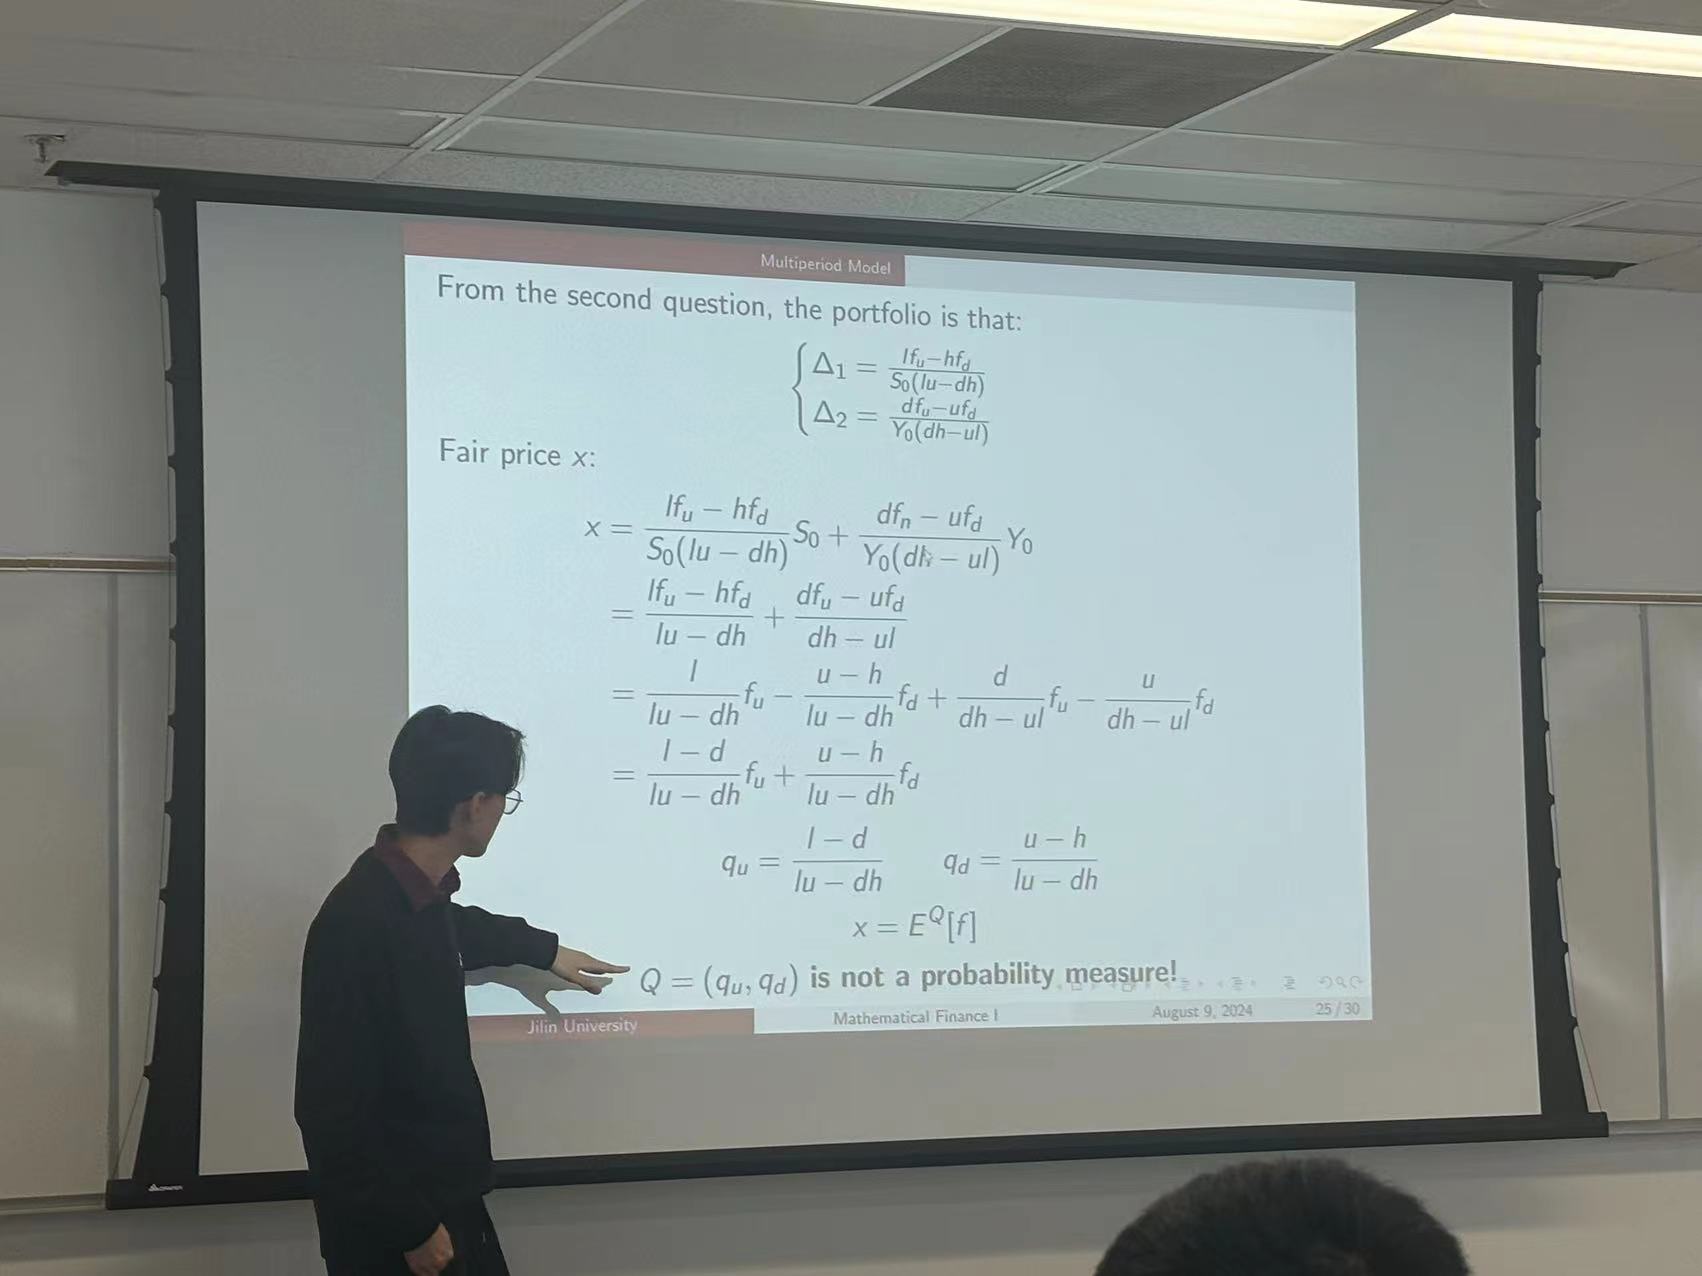 Multiperiod Model
From the second question, the portfolio is that:
{ Δ₁ = (lf_u−hf_d)/(S₀(lu−dh))
Δ₂ = (df_u−uf_d)/(Y₀(dh−ul))
Fair price x:
x = (lf_u − hf_d)/(S₀(lu − dh)) S₀ + (df_n − uf_d)/(Y₀(dh − ul)) Y₀
= (lf_u − hf_d)/(lu − dh) + (df_u − uf_d)/(dh − ul)
= l/(lu − dh) f_u − (u − h)/(lu − dh) f_d + d/(dh − ul) f_u − u/(dh − ul) f_d
= (l − d)/(lu − dh) f_u + (u − h)/(lu − dh) f_d
q_u = (l − d)/(lu − dh) q_d = (u − h)/(lu − dh)
x = E^Q[f]
Q = (q_u, q_d) is not a probability measure!
Jilin University Mathematical Finance I August 9, 2024 25 / 30
DRAPER